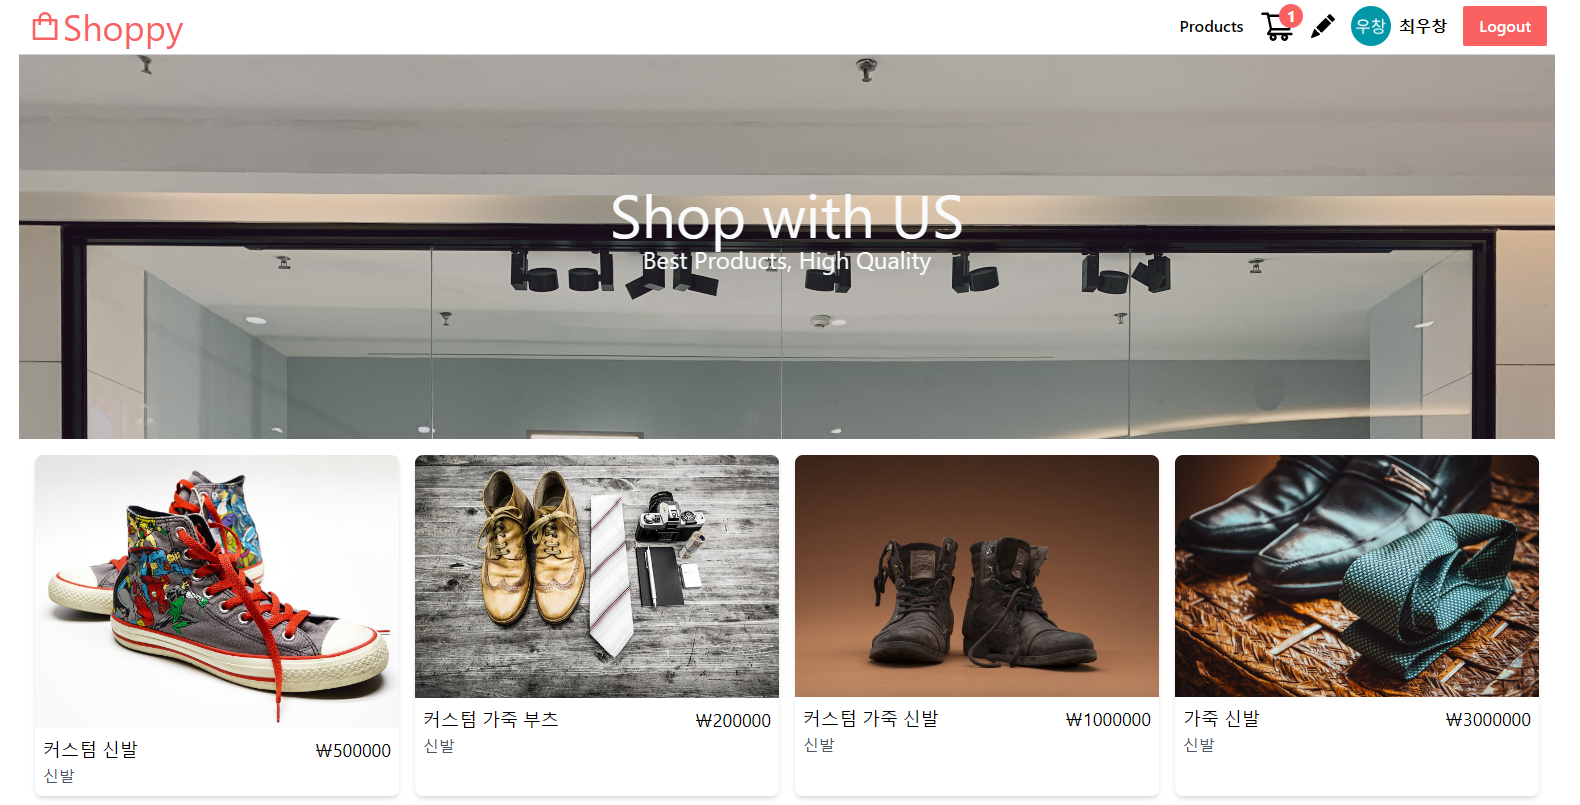 Shoppy
Products
1
우창
최우창
Logout
Shop with US
Best Products, High Quality
커스텀 신발 ₩500000
신발
커스텀 가죽 부츠 ₩200000
신발
커스텀 가죽 신발 ₩1000000
신발
가죽 신발 ₩3000000
신발